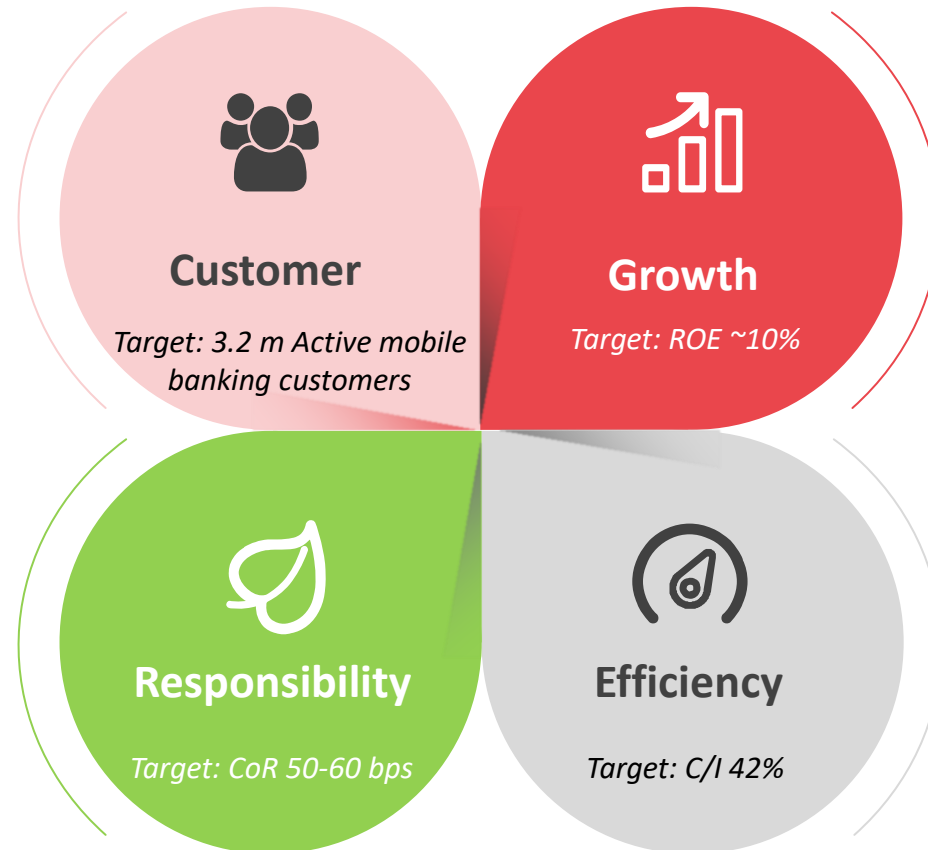 Customer
Target: 3.2 m Active mobile
banking customers
Growth
Target: ROE ~10%
Responsibility
Target: CoR 50-60 bps
Efficiency
Target: C/I 42%